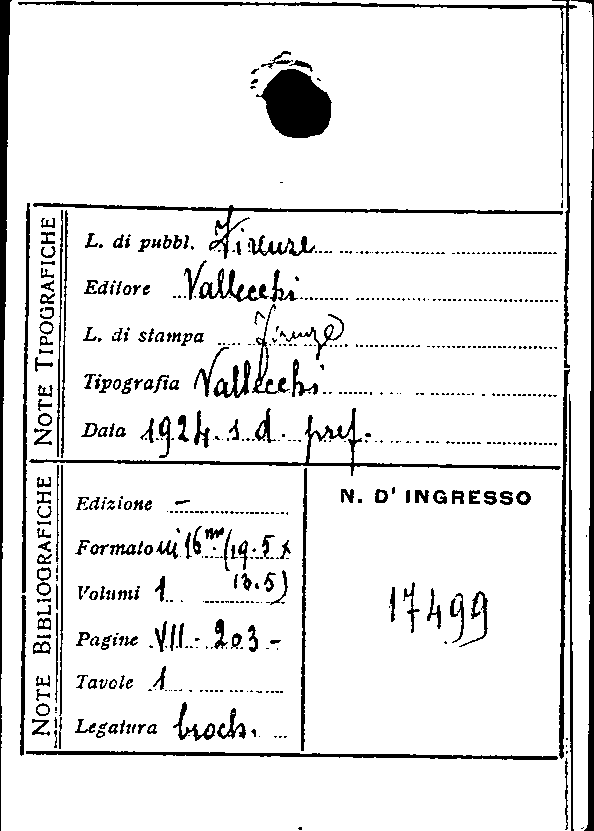 NOTE TIPOGRAFICHE
L. di pubbl. Firenze
Editore Vallecchi
L. di stampa Firenze
Tipografia Vallecchi
Data 1924. s. d. pref.
NOTE BIBLIOGRAFICHE
Edizione —
Formato in 16mo (19.5 x
13.5)
Volumi 1
Pagine VII - 203 -
Tavole 1
Legatura broch.
N. D' INGRESSO
17499